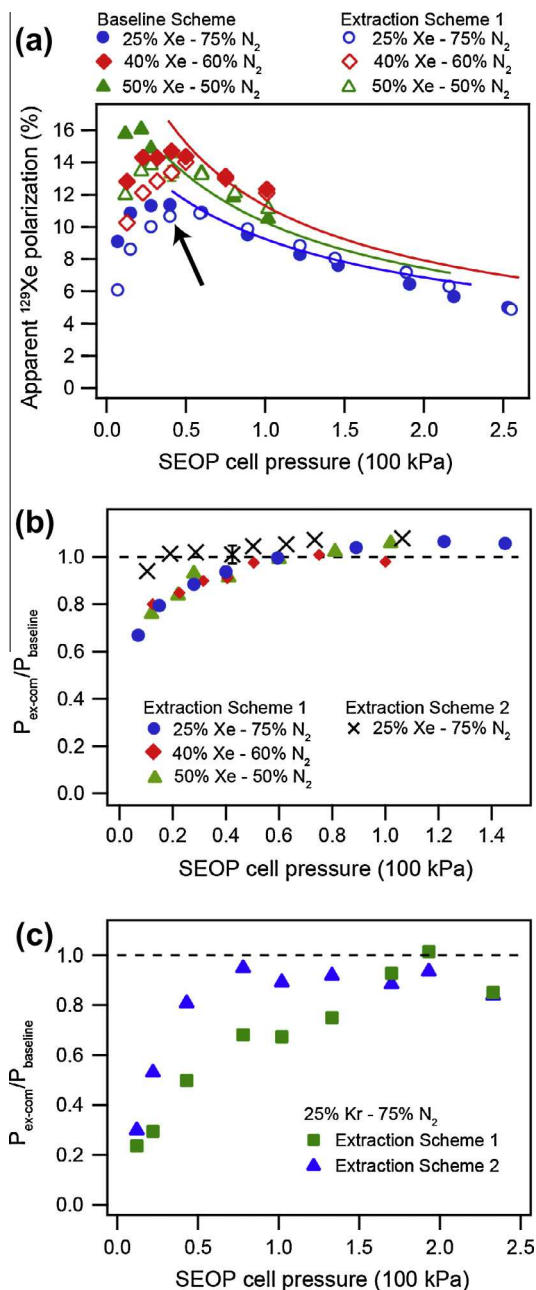 (a)
Baseline Scheme
25% Xe - 75% N2
40% Xe - 60% N2
50% Xe - 50% N2
Extraction Scheme 1
25% Xe - 75% N2
40% Xe - 60% N2
50% Xe - 50% N2
Apparent 129Xe polarization (%)
16
14
12
10
8
6
4
2
0
0.0 0.5 1.0 1.5 2.0 2.5
SEOP cell pressure (100 kPa)
(b)
Pex-com/Pbaseline
1.0
0.8
0.6
0.4
0.2
0.0
Extraction Scheme 1
25% Xe - 75% N2
40% Xe - 60% N2
50% Xe - 50% N2
Extraction Scheme 2
25% Xe - 75% N2
0.0 0.2 0.4 0.6 0.8 1.0 1.2 1.4
SEOP cell pressure (100 kPa)
(c)
Pex-com/Pbaseline
1.0
0.8
0.6
0.4
0.2
0.0
25% Kr - 75% N2
Extraction Scheme 1
Extraction Scheme 2
0.0 0.5 1.0 1.5 2.0 2.5
SEOP cell pressure (100 kPa)